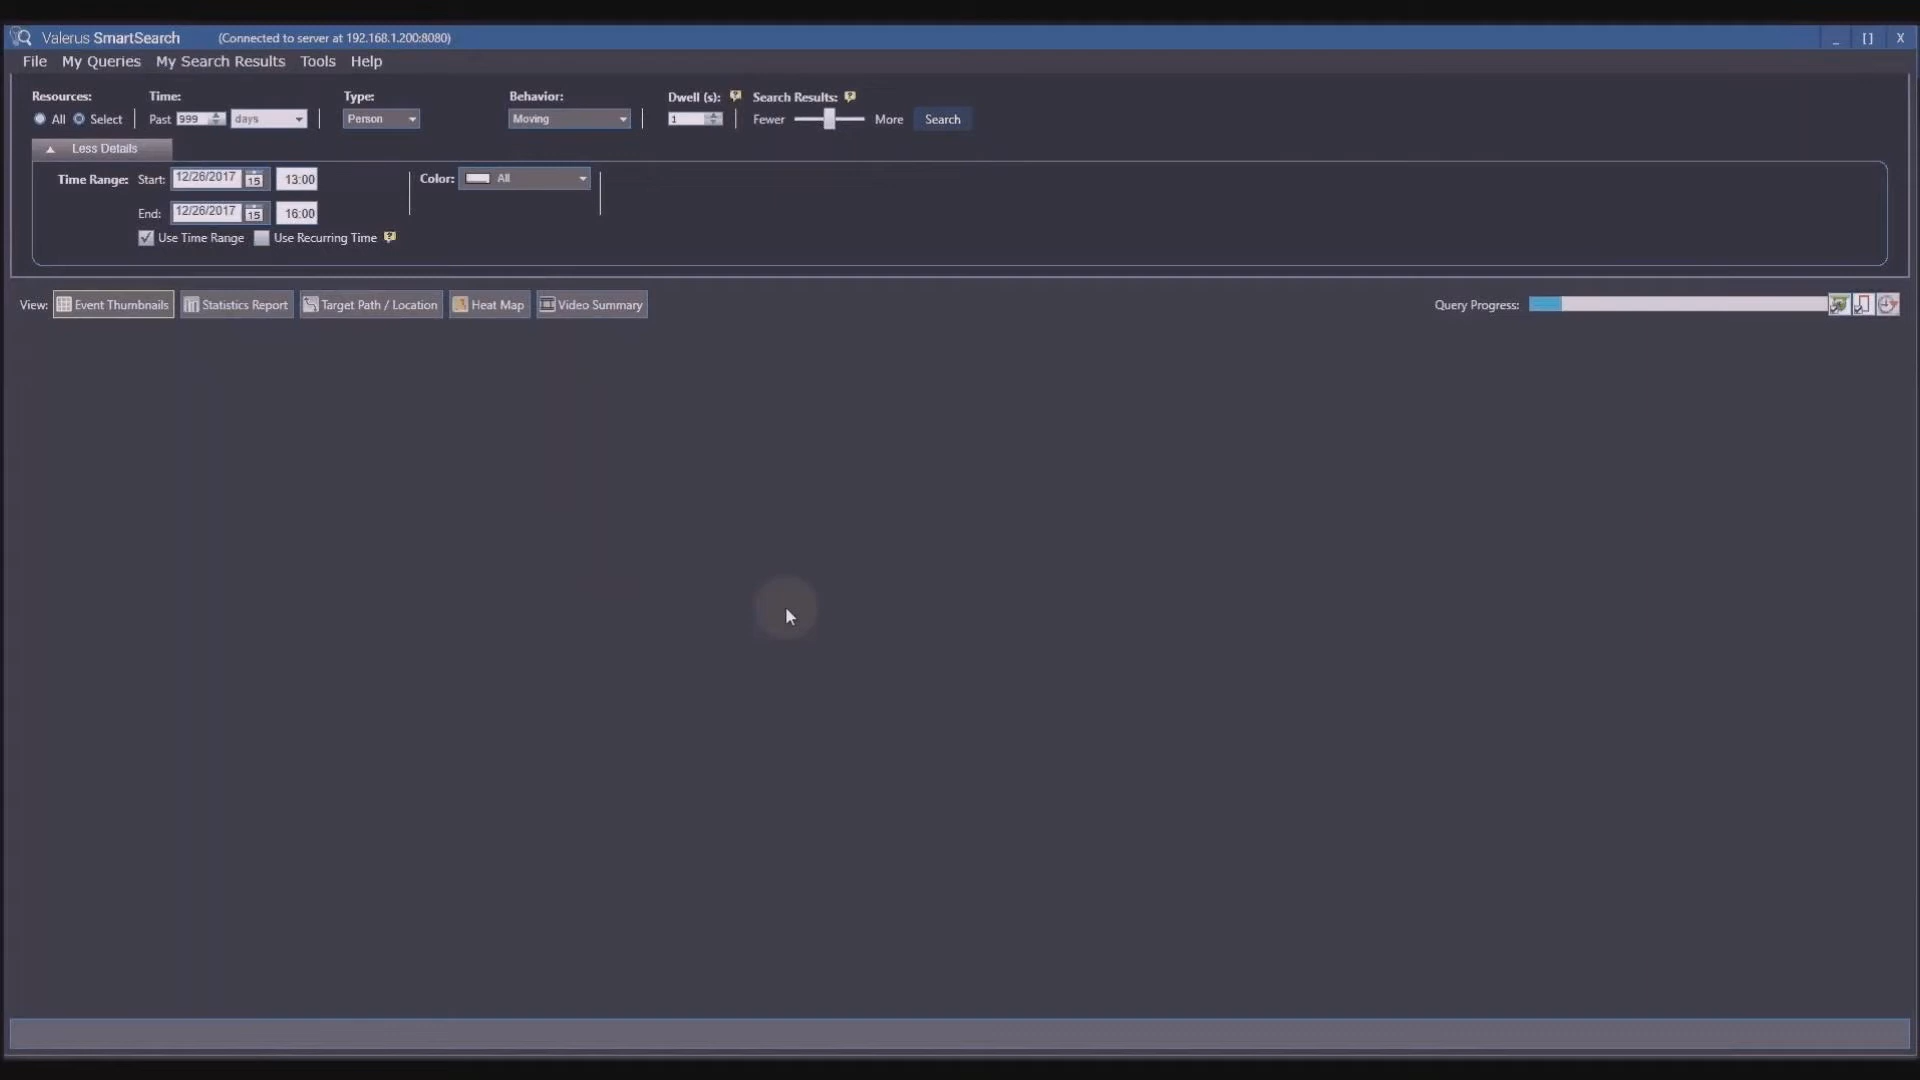 Valerus SmartSearch (Connected to server at 192.168.1.200:8080) _ [] X
File My Queries My Search Results Tools Help
Resources: Time: Type: Behavior: Dwell (s): Search Results:
All Select Past 999 days Person Moving 1 Fewer More Search
Less Details
Time Range: Start: 12/26/2017 15 13:00 Color: All
End: 12/26/2017 15 16:00
Use Time Range Use Recurring Time
View: Event Thumbnails Statistics Report Target Path / Location Heat Map Video Summary Query Progress: